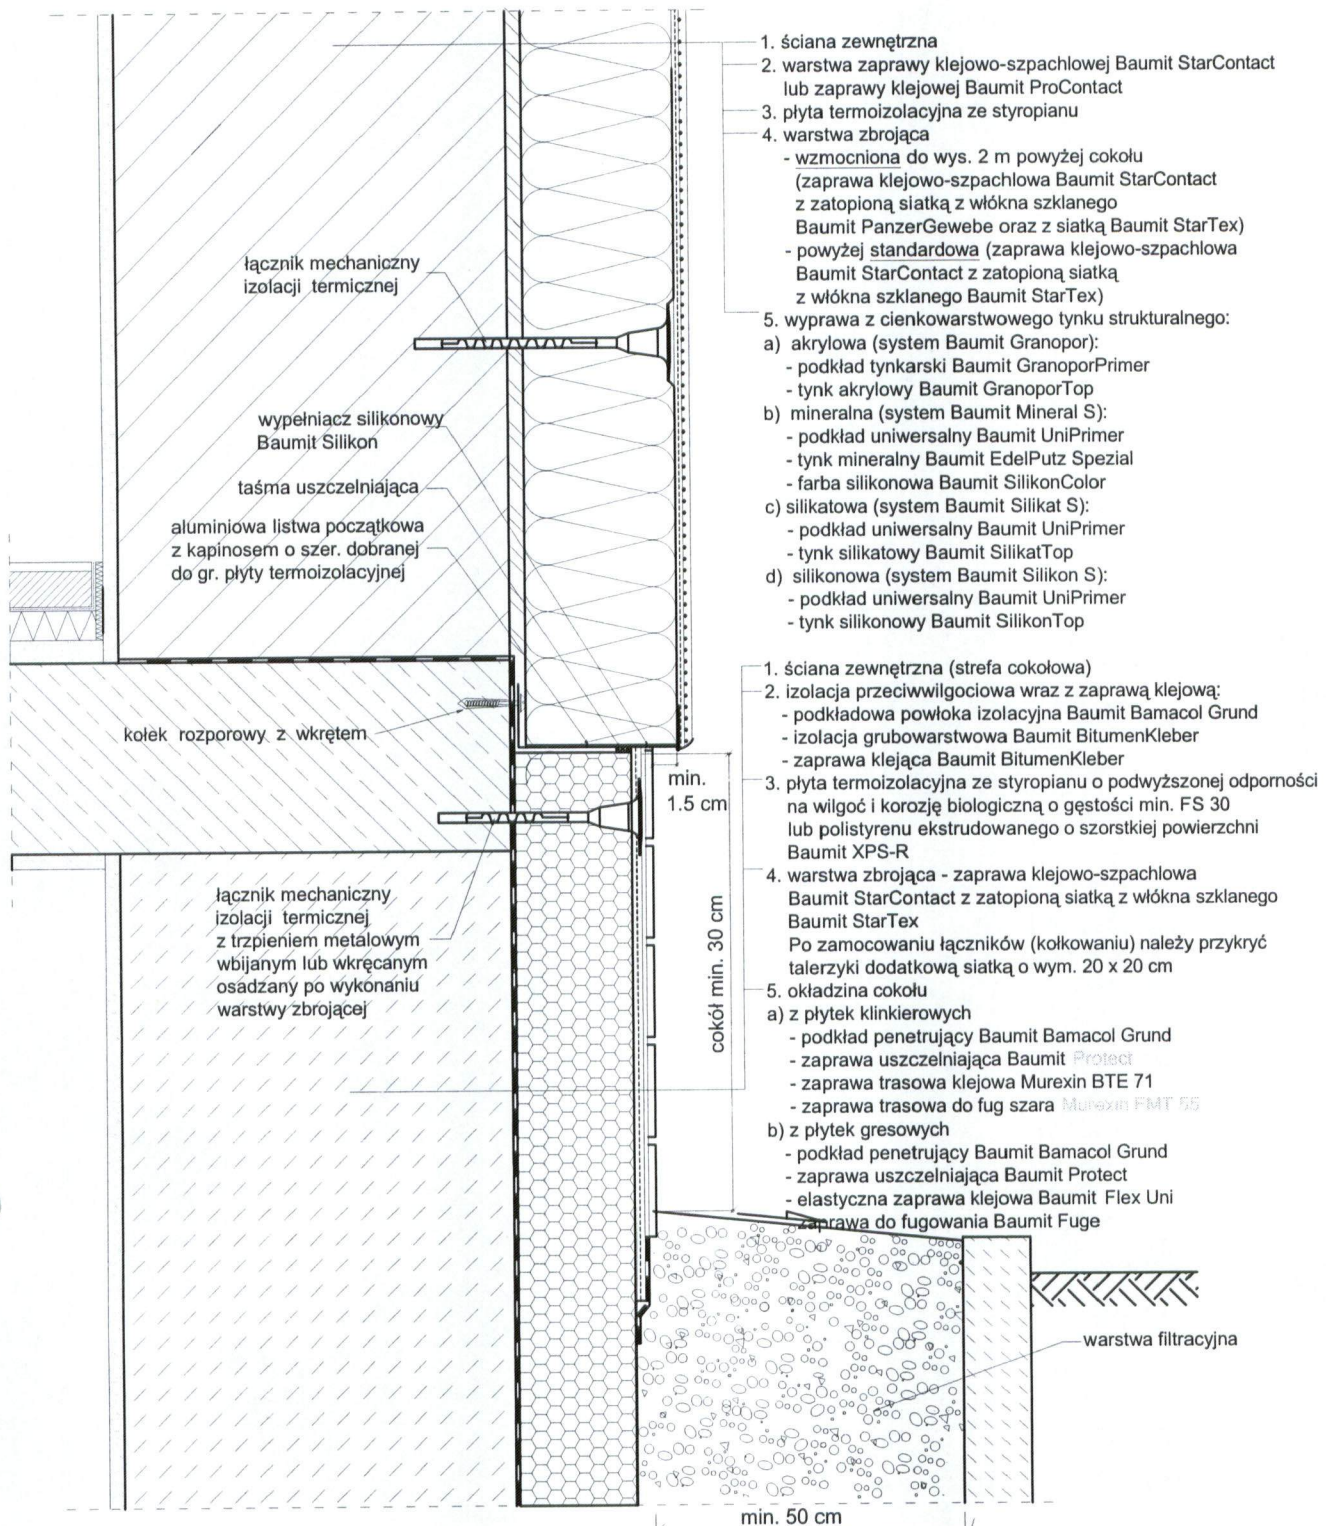 1. ściana zewnętrzna
2. warstwa zaprawy klejowo-szpachlowej Baumit StarContact
lub zaprawy klejowej Baumit ProContact
3. płyta termoizolacyjna ze styropianu
4. warstwa zbrojąca
- wzmocniona do wys. 2 m powyżej cokołu
(zaprawa klejowo-szpachlowa Baumit StarContact
z zatopioną siatką z włókna szklanego
Baumit PanzerGewebe oraz z siatką Baumit StarTex)
- powyżej standardowa (zaprawa klejowo-szpachlowa
Baumit StarContact z zatopioną siatką
z włókna szklanego Baumit StarTex)
5. wyprawa z cienkowarstwowego tynku strukturalnego:
a) akrylowa (system Baumit Granopor):
- podkład tynkarski Baumit GranoporPrimer
- tynk akrylowy Baumit GranoporTop
b) mineralna (system Baumit Mineral S):
- podkład uniwersalny Baumit UniPrimer
- tynk mineralny Baumit EdelPutz Spezial
- farba silikonowa Baumit SilikonColor
c) silikatowa (system Baumit Silikat S):
- podkład uniwersalny Baumit UniPrimer
- tynk silikatowy Baumit SilikatTop
d) silikonowa (system Baumit Silikon S):
- podkład uniwersalny Baumit UniPrimer
- tynk silikonowy Baumit SilikonTop
łącznik mechaniczny
izolacji termicznej
wypełniacz silikonowy
Baumit Silikon
taśma uszczelniająca
aluminiowa listwa początkowa
z kapinosem o szer. dobranej
do gr. płyty termoizolacyjnej
kołek rozporowy z wkrętem
min.
1.5 cm
łącznik mechaniczny
izolacji termicznej
z trzpieniem metalowym
wbijanym lub wkręcanym
osadzany po wykonaniu
warstwy zbrojącej
cokół min. 30 cm
1. ściana zewnętrzna (strefa cokołowa)
2. izolacja przeciwwilgociowa wraz z zaprawą klejową:
- podkładowa powłoka izolacyjna Baumit Bamacol Grund
- izolacja grubowarstwowa Baumit BitumenKleber
- zaprawa klejąca Baumit BitumenKleber
3. płyta termoizolacyjna ze styropianu o podwyższonej odporności
na wilgoć i korozję biologiczną o gęstości min. FS 30
lub polistyrenu ekstrudowanego o szorstkiej powierzchni
Baumit XPS-R
4. warstwa zbrojąca - zaprawa klejowo-szpachlowa
Baumit StarContact z zatopioną siatką z włókna szklanego
Baumit StarTex
Po zamocowaniu łączników (kołkowaniu) należy przykryć
talerzyki dodatkową siatką o wym. 20 x 20 cm
5. okładzina cokołu
a) z płytek klinkierowych
- podkład penetrujący Baumit Bamacol Grund
- zaprawa uszczelniająca Baumit Protect
- zaprawa trasowa klejowa Murexin BTE 71
- zaprawa trasowa do fug szara Murexin FMT 55
b) z płytek gresowych
- podkład penetrujący Baumit Bamacol Grund
- zaprawa uszczelniająca Baumit Protect
- elastyczna zaprawa klejowa Baumit Flex Uni
- zaprawa do fugowania Baumit Fuge
warstwa filtracyjna
min. 50 cm